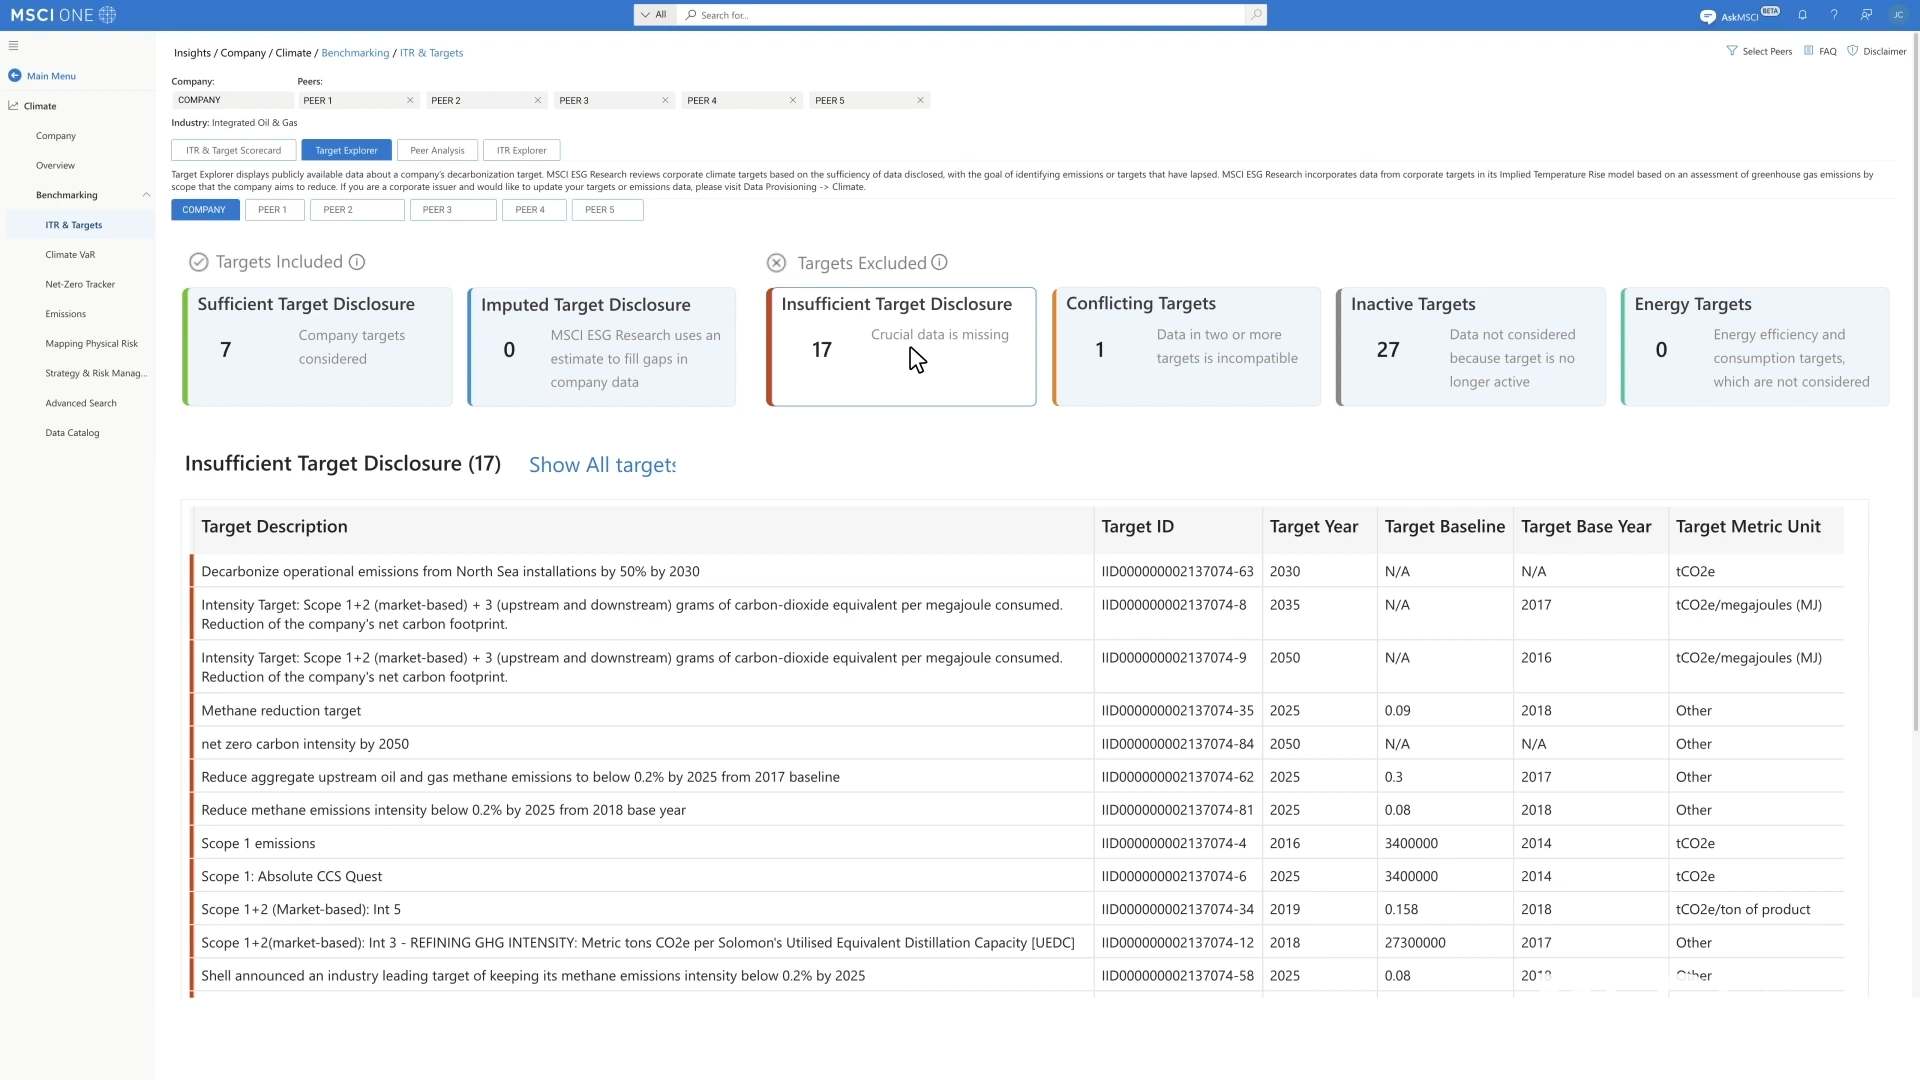 MSCI ONE
All
Search for...
AskMSCI BETA
?
JC
Insights / Company / Climate / Benchmarking / ITR & Targets
Select Peers
FAQ
Disclaimer
Main Menu
Climate
Company
Overview
Benchmarking
ITR & Targets
Climate VaR
Net-Zero Tracker
Emissions
Mapping Physical Risk
Strategy & Risk Manag...
Advanced Search
Data Catalog
Company:
Peers:
COMPANY
PEER 1
PEER 2
PEER 3
PEER 4
PEER 5
Industry: Integrated Oil & Gas
ITR & Target Scorecard
Target Explorer
Peer Analysis
ITR Explorer
Target Explorer displays publicly available data about a company's decarbonization target. MSCI ESG Research reviews corporate climate targets based on the sufficiency of data disclosed, with the goal of identifying emissions or targets that have lapsed. MSCI ESG Research incorporates data from corporate targets in its Implied Temperature Rise model based on an assessment of greenhouse gas emissions by
scope that the company aims to reduce. If you are a corporate issuer and would like to update your targets or emissions data, please visit Data Provisioning -> Climate.
COMPANY
PEER 1
PEER 2
PEER 3
PEER 4
PEER 5
Targets Included
Targets Excluded
Sufficient Target Disclosure
7
Company targets
considered
Imputed Target Disclosure
0
MSCI ESG Research uses an
estimate to fill gaps in
company data
Insufficient Target Disclosure
17
Crucial data is missing
Conflicting Targets
1
Data in two or more
targets is incompatible
Inactive Targets
27
Data not considered
because target is no
longer active
Energy Targets
0
Energy efficiency and
consumption targets,
which are not considered
Insufficient Target Disclosure (17)
Show All targets
Target Description
Target ID
Target Year
Target Baseline
Target Base Year
Target Metric Unit
Decarbonize operational emissions from North Sea installations by 50% by 2030
IID000000002137074-63
2030
N/A
N/A
tCO2e
Intensity Target: Scope 1+2 (market-based) + 3 (upstream and downstream) grams of carbon-dioxide equivalent per megajoule consumed.
Reduction of the company's net carbon footprint.
IID000000002137074-8
2035
N/A
2017
tCO2e/megajoules (MJ)
Intensity Target: Scope 1+2 (market-based) + 3 (upstream and downstream) grams of carbon-dioxide equivalent per megajoule consumed.
Reduction of the company's net carbon footprint.
IID000000002137074-9
2050
N/A
2016
tCO2e/megajoules (MJ)
Methane reduction target
IID000000002137074-35
2025
0.09
2018
Other
net zero carbon intensity by 2050
IID000000002137074-84
2050
N/A
N/A
Other
Reduce aggregate upstream oil and gas methane emissions to below 0.2% by 2025 from 2017 baseline
IID000000002137074-62
2025
0.3
2017
Other
Reduce methane emissions intensity below 0.2% by 2025 from 2018 base year
IID000000002137074-81
2025
0.08
2018
Other
Scope 1 emissions
IID000000002137074-4
2016
3400000
2014
tCO2e
Scope 1: Absolute CCS Quest
IID000000002137074-6
2025
3400000
2014
tCO2e
Scope 1+2 (Market-based): Int 5
IID000000002137074-34
2019
0.158
2018
tCO2e/ton of product
Scope 1+2(market-based): Int 3 - REFINING GHG INTENSITY: Metric tons CO2e per Solomon's Utilised Equivalent Distillation Capacity [UEDC]
IID000000002137074-12
2018
27300000
2017
Other
Shell announced an industry leading target of keeping its methane emissions intensity below 0.2% by 2025
IID000000002137074-58
2025
0.08
2018
Other